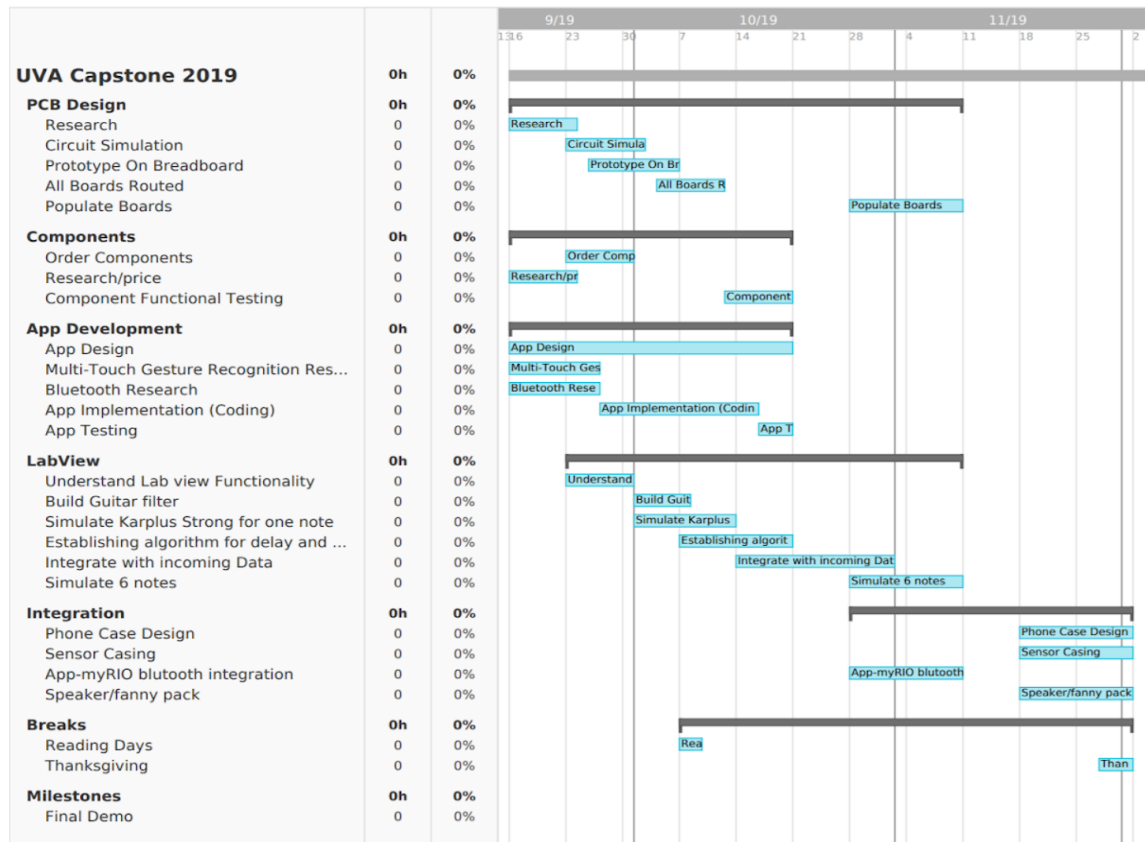 9/19 10/19 11/19
13 16 23 30 7 14 21 28 4 11 18 25 2
UVA Capstone 2019 0h 0%
PCB Design 0h 0%
Research 0 0% Research
Circuit Simulation 0 0% Circuit Simula
Prototype On Breadboard 0 0% Prototype On Br
All Boards Routed 0 0% All Boards R
Populate Boards 0 0% Populate Boards
Components 0h 0%
Order Components 0 0% Order Comp
Research/price 0 0% Research/pr
Component Functional Testing 0 0% Component
App Development 0h 0%
App Design 0 0% App Design
Multi-Touch Gesture Recognition Res... 0 0% Multi-Touch Ges
Bluetooth Research 0 0% Bluetooth Rese
App Implementation (Coding) 0 0% App Implementation (Codin
App Testing 0 0% App T
LabView 0h 0%
Understand Lab view Functionality 0 0% Understand
Build Guitar filter 0 0% Build Guit
Simulate Karplus Strong for one note 0 0% Simulate Karplus
Establishing algorithm for delay and ... 0 0% Establishing algorit
Integrate with incoming Data 0 0% Integrate with incoming Dat
Simulate 6 notes 0 0% Simulate 6 notes
Integration 0h 0%
Phone Case Design 0 0% Phone Case Design
Sensor Casing 0 0% Sensor Casing
App-myRIO blutooth integration 0 0% App-myRIO blutooth
Speaker/fanny pack 0 0% Speaker/fanny pack
Breaks 0h 0%
Reading Days 0 0% Rea
Thanksgiving 0 0% Than
Milestones 0h 0%
Final Demo 0 0%